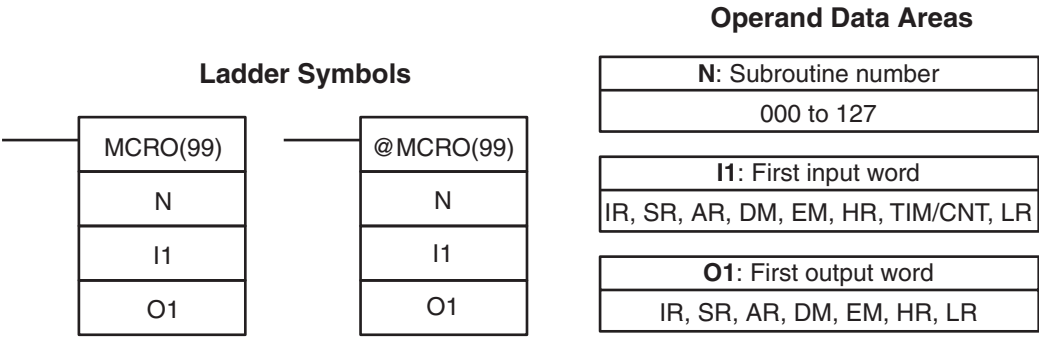 Operand Data Areas
Ladder Symbols
MCRO(99)
N
I1
O1
@MCRO(99)
N
I1
O1
N: Subroutine number
000 to 127
I1: First input word
IR, SR, AR, DM, EM, HR, TIM/CNT, LR
O1: First output word
IR, SR, AR, DM, EM, HR, LR